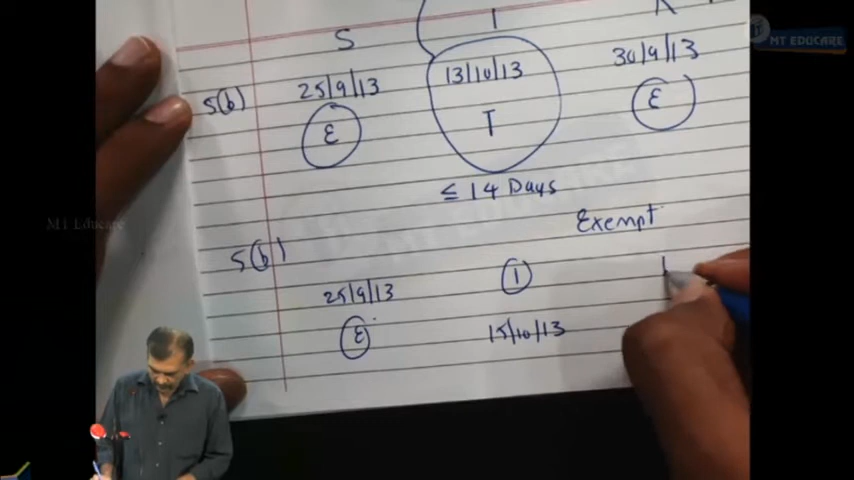 MT EDUCARE
S I R
5(b) 25/9/13 13/10/13 30/9/13
E T E
≤ 14 Days
Exempt
5(b)
25/9/13 1
E 15/10/13
MT Educare